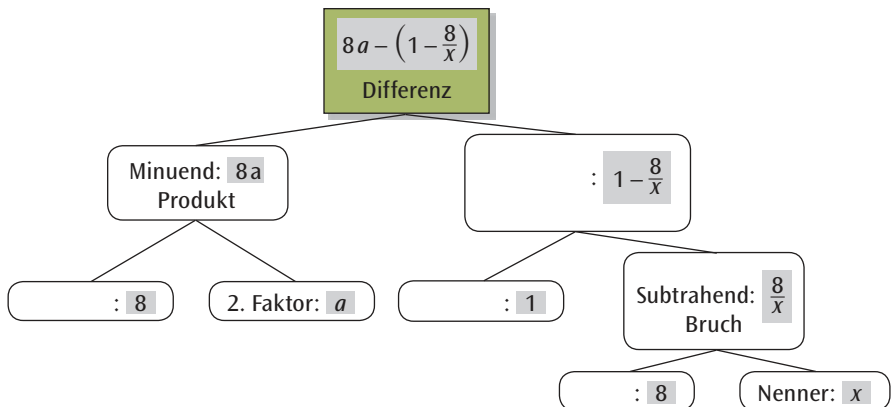 8a – (1 – 8/x)
Differenz
Minuend: 8a
Produkt
: 1 – 8/x
: 8
2. Faktor: a
: 1
Subtrahend: 8/x
Bruch
: 8
Nenner: x